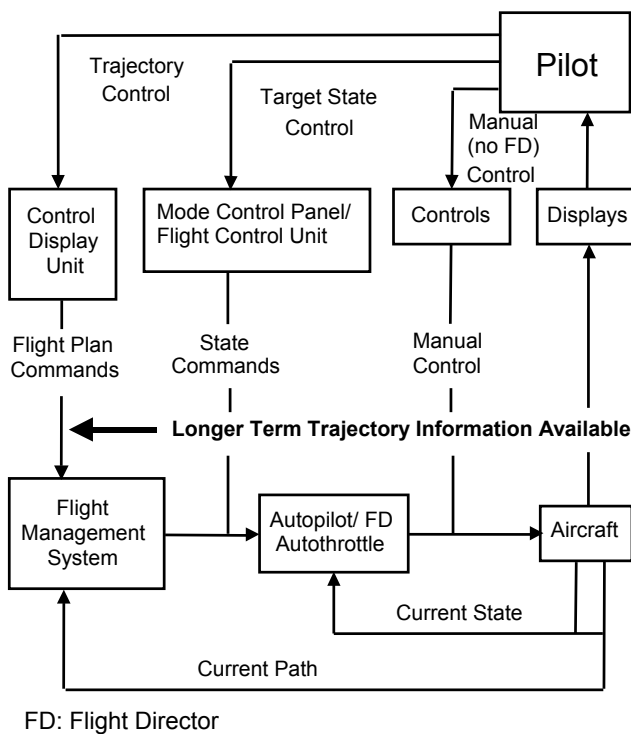 Pilot
Trajectory
Control
Target State
Control
Manual
(no FD)
Control
Control
Display
Unit
Mode Control Panel/
Flight Control Unit
Controls
Displays
Flight Plan
Commands
State
Commands
Manual
Control
Longer Term Trajectory Information Available
Flight
Management
System
Autopilot/ FD
Autothrottle
Aircraft
Current State
Current Path
FD: Flight Director